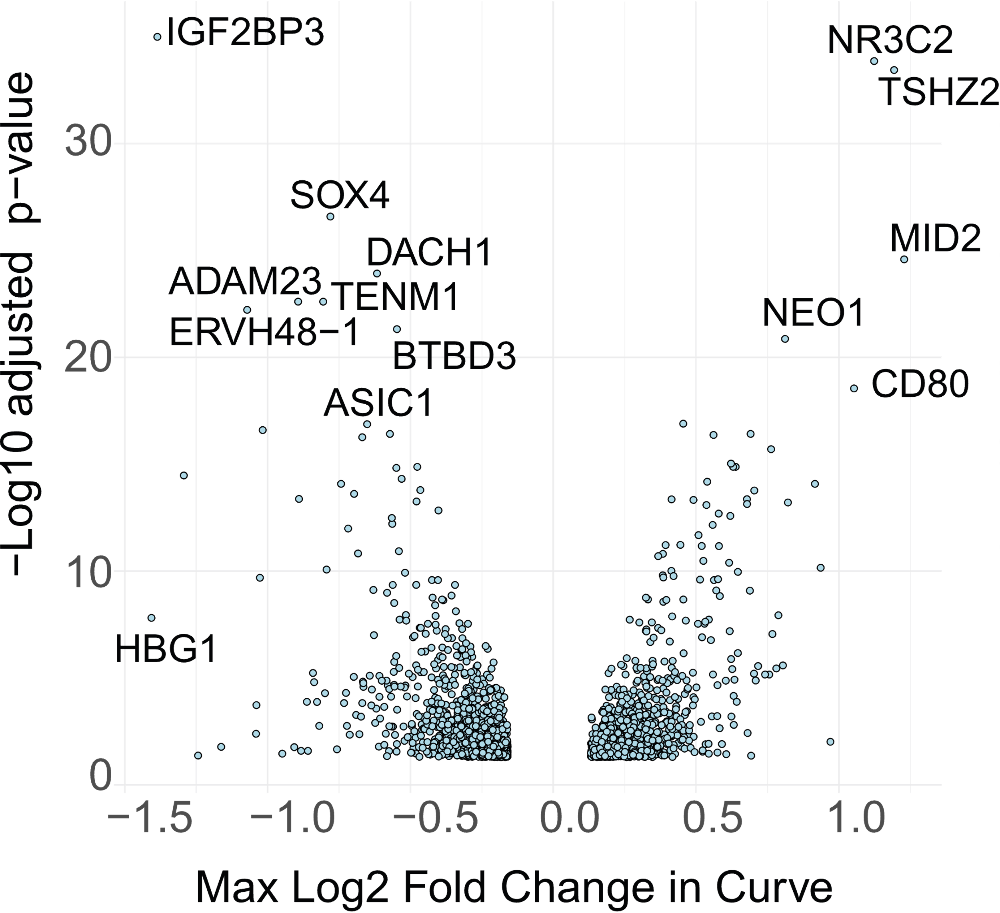 IGF2BP3
NR3C2
TSHZ2
30
SOX4
MID2
DACH1
ADAM23
TENM1
NEO1
ERVH48−1
20
BTBD3
CD80
ASIC1
10
HBG1
0
−1.5
−1.0
−0.5
0.0
0.5
1.0
Max Log2 Fold Change in Curve
−Log10 adjusted p−value